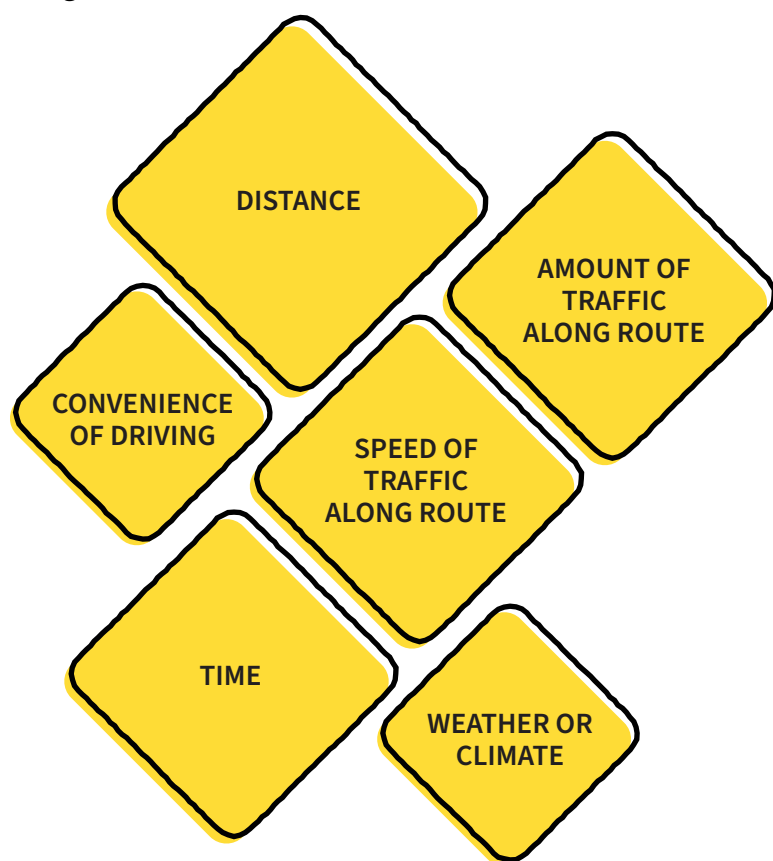 DISTANCE
AMOUNT OF
TRAFFIC
ALONG ROUTE
CONVENIENCE
OF DRIVING
SPEED OF
TRAFFIC
ALONG ROUTE
TIME
WEATHER OR
CLIMATE